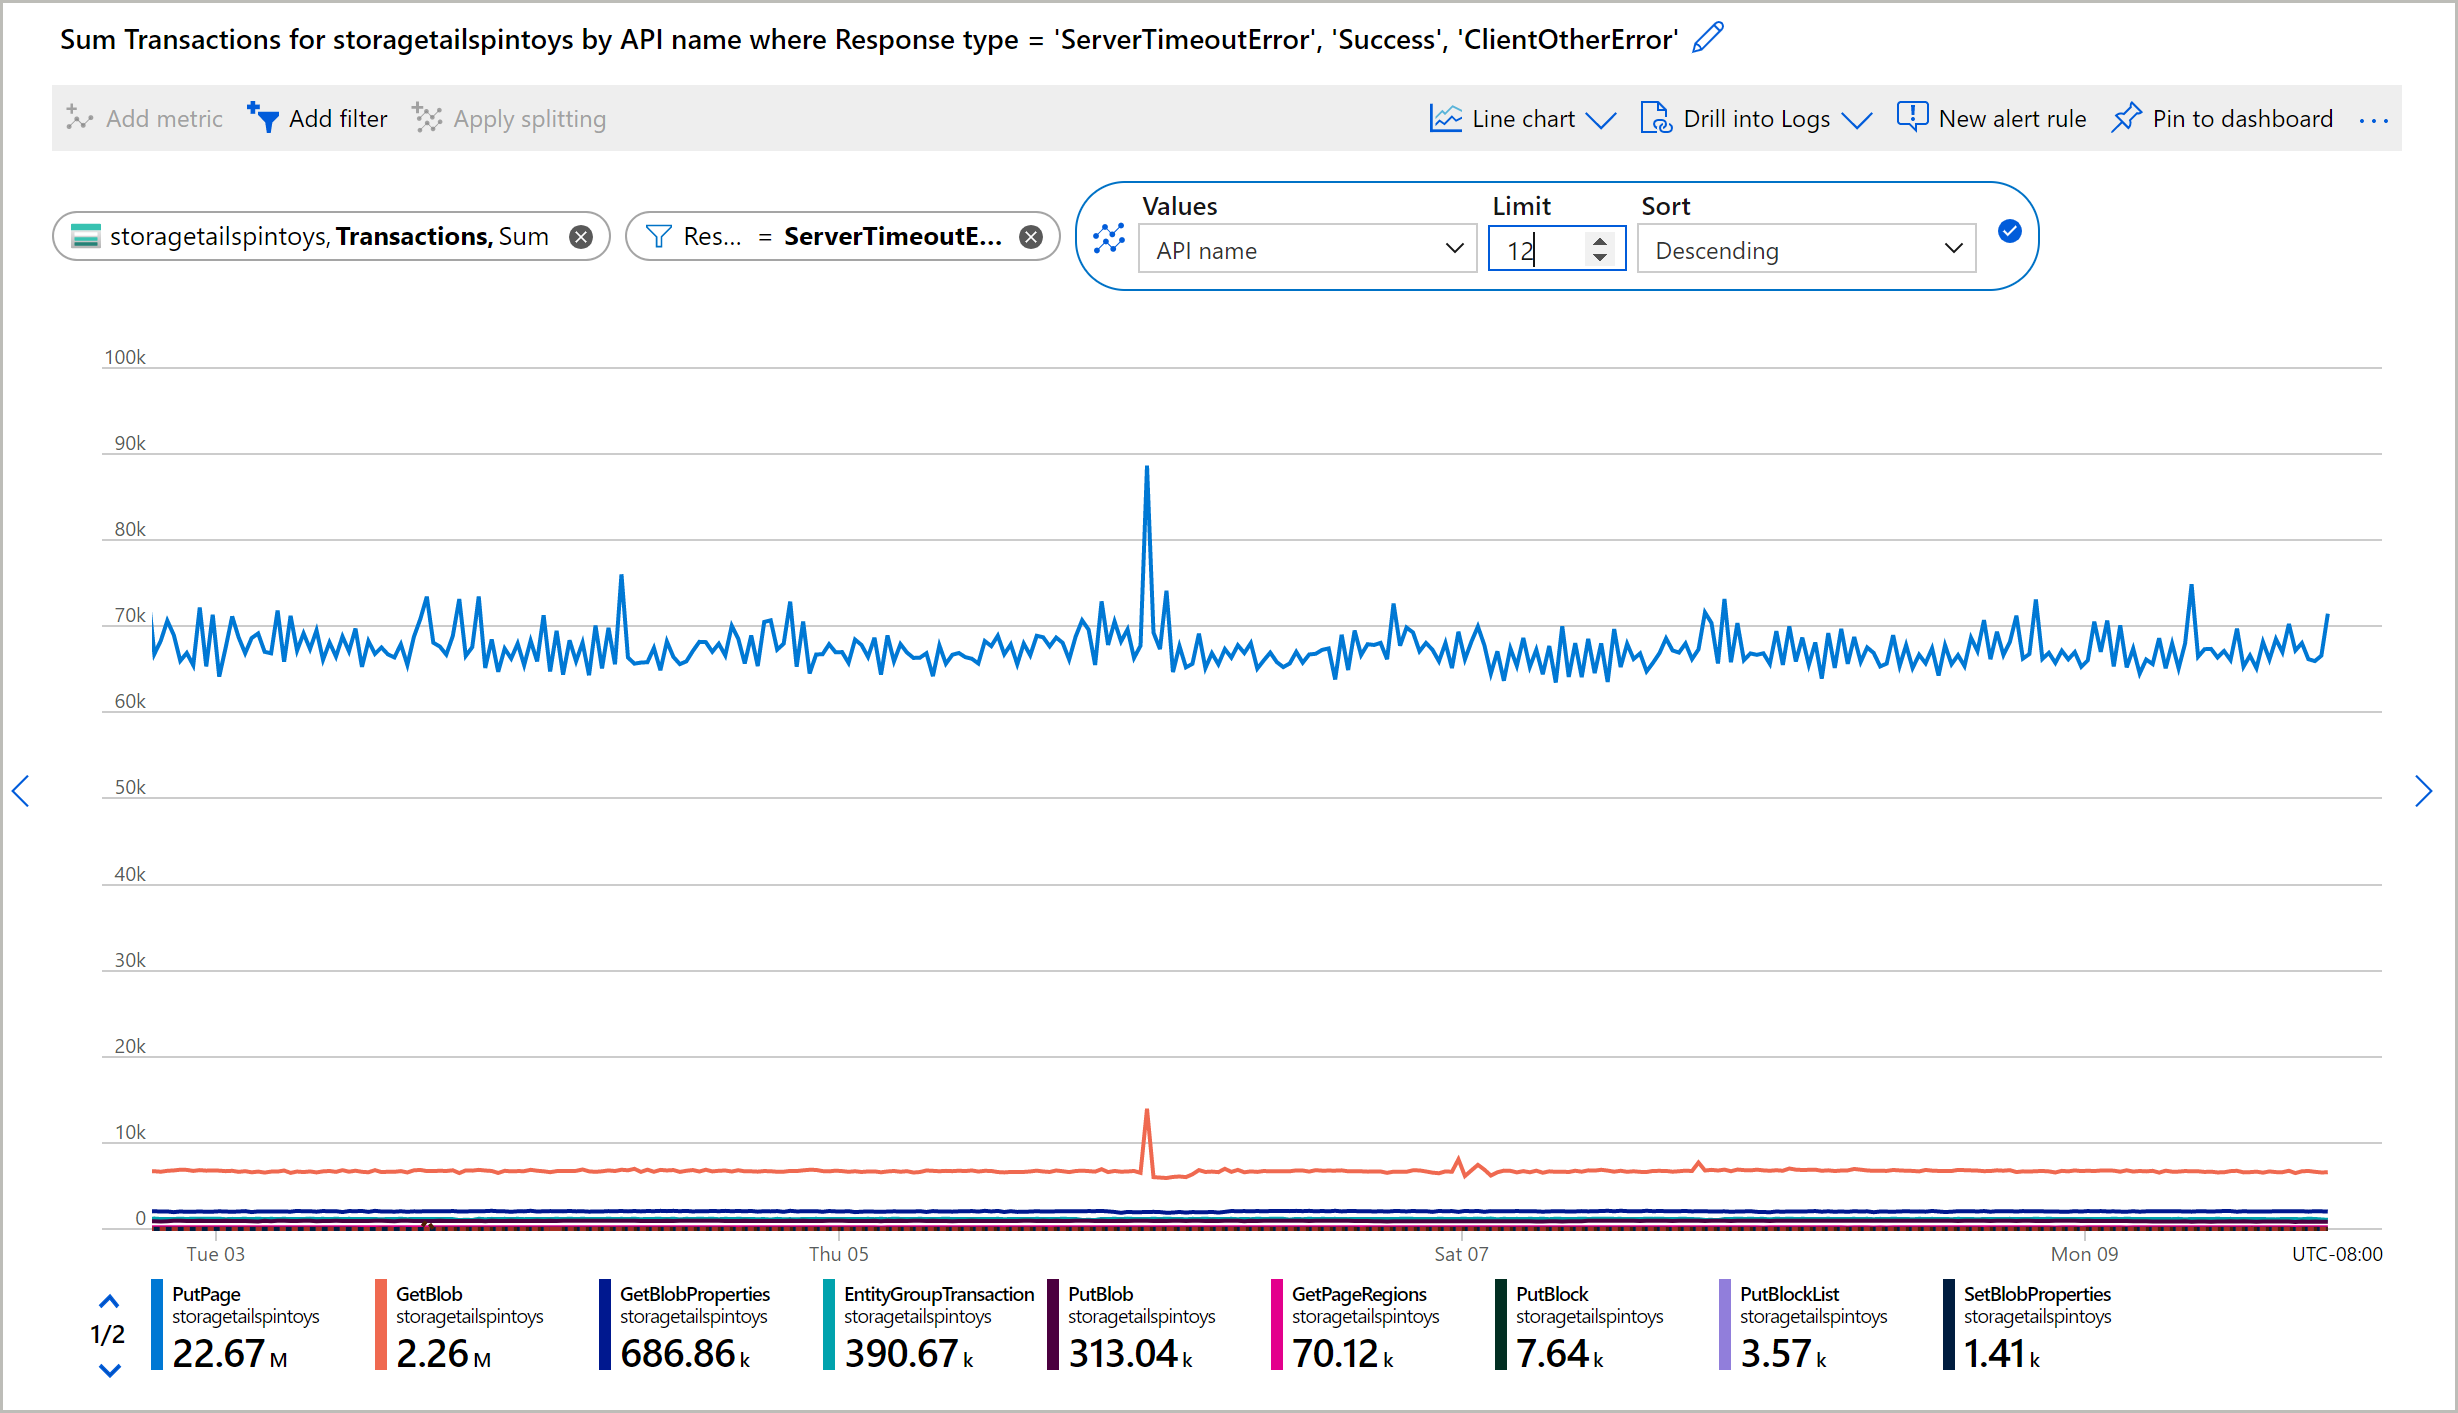 Sum Transactions for storagetailspintoys by API name where Response type = 'ServerTimeoutError', 'Success', 'ClientOtherError'
Add metric
Add filter
Apply splitting
Line chart
Drill into Logs
New alert rule
Pin to dashboard
...
storagetailspintoys, Transactions, Sum
Res... = ServerTimeoutE...
Values
Limit
Sort
API name
12
Descending
100k
90k
80k
70k
60k
50k
40k
30k
20k
10k
0
Tue 03
Thu 05
Sat 07
Mon 09
UTC-08:00
1/2
PutPage
storagetailspintoys
22.67 M
GetBlob
storagetailspintoys
2.26 M
GetBlobProperties
storagetailspintoys
686.86 k
EntityGroupTransaction
storagetailspintoys
390.67 k
PutBlob
storagetailspintoys
313.04 k
GetPageRegions
storagetailspintoys
70.12 k
PutBlock
storagetailspintoys
7.64 k
PutBlockList
storagetailspintoys
3.57 k
SetBlobProperties
storagetailspintoys
1.41 k